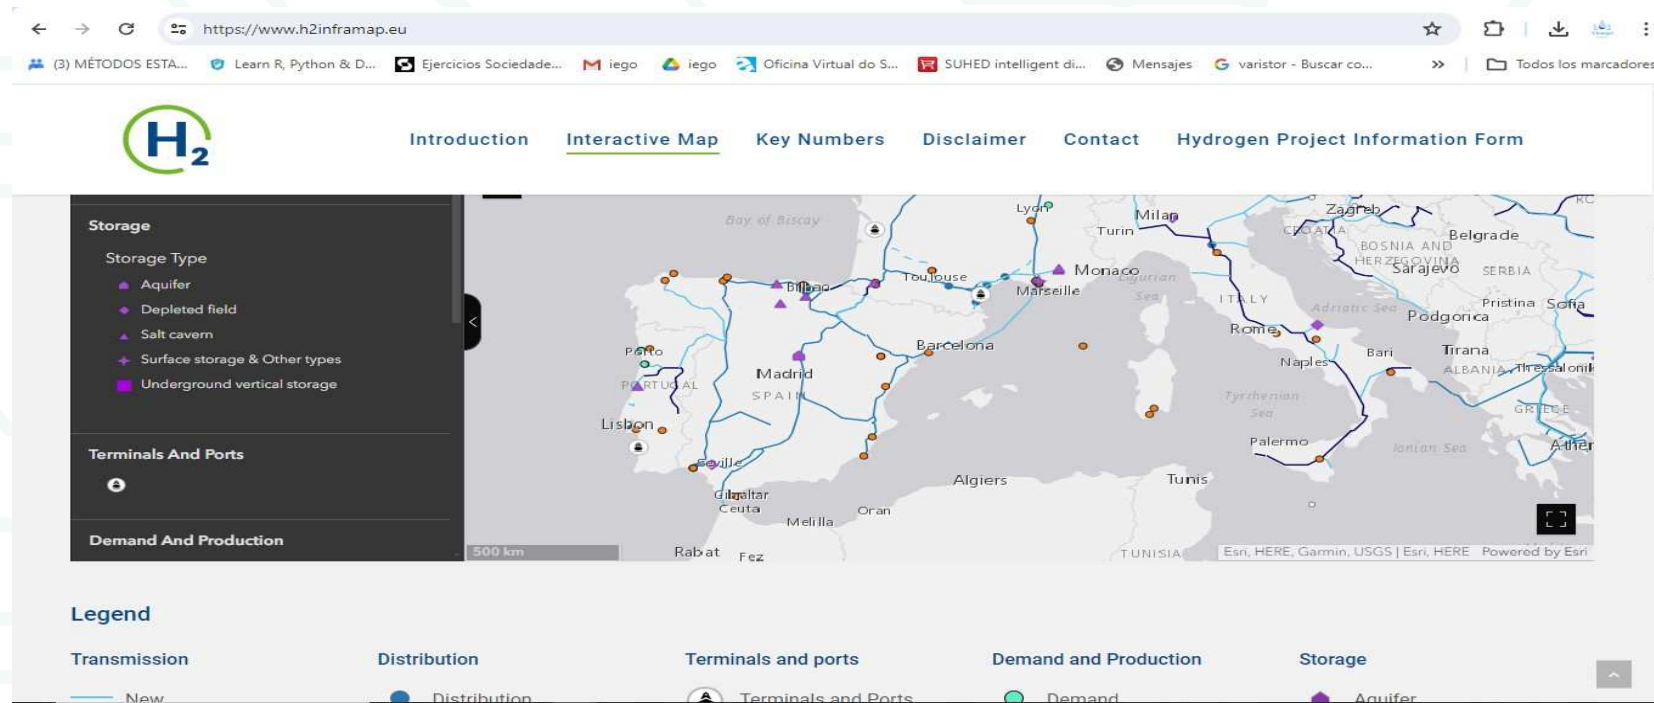 https://www.h2inframap.eu
(3) MÉTODOS ESTA... Learn R, Python & D... Ejercicios Sociedade... iego iego Oficina Virtual do S... SUHED intelligent di... Mensajes varistor - Buscar co... » Todos los marcadores
H2 Introduction Interactive Map Key Numbers Disclaimer Contact Hydrogen Project Information Form
Storage
Storage Type
Aquifer
Depleted field
Salt cavern
Surface storage & Other types
Underground vertical storage
Terminals And Ports
Demand And Production
Bay of Biscay
Lyon
Milan
Turin
Zagreb
CROATIA
BOSNIA AND
HERZEGOVINA
Belgrade
Sarajevo
SERBIA
Toulouse
Monaco
Marseille
Ligurian
Sea
Bilbao
ITALY
Adriatic Sea
Pristina
Sofia
Podgorica
Rome
Barcelona
Porto
PORTUGAL
Madrid
SPAIN
Naples
Bari
Tirana
ALBANIA
Thessalonik
Tyrrhenian
Sea
GREECE
Lisbon
Palermo
Ionian Sea
Athen
Seville
Algiers
Tunis
Gibraltar
Ceuta
Oran
Melilla
500 km
Rabat
Fez
TUNISIA
Esri, HERE, Garmin, USGS | Esri, HERE Powered by Esri
Legend
Transmission Distribution Terminals and ports Demand and Production Storage
New Distribution Terminals and Ports Demand Aquifer